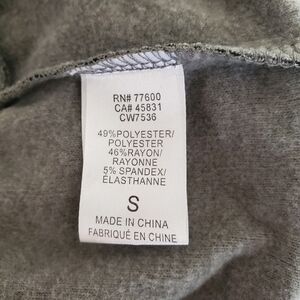 RN# 77600
CA# 45831
CW7536
49%POLYESTER/
POLYESTER
46%RAYON/
RAYONNE
5% SPANDEX/
ELASTHANNE
S
MADE IN CHINA
FABRIQUÉ EN CHINE